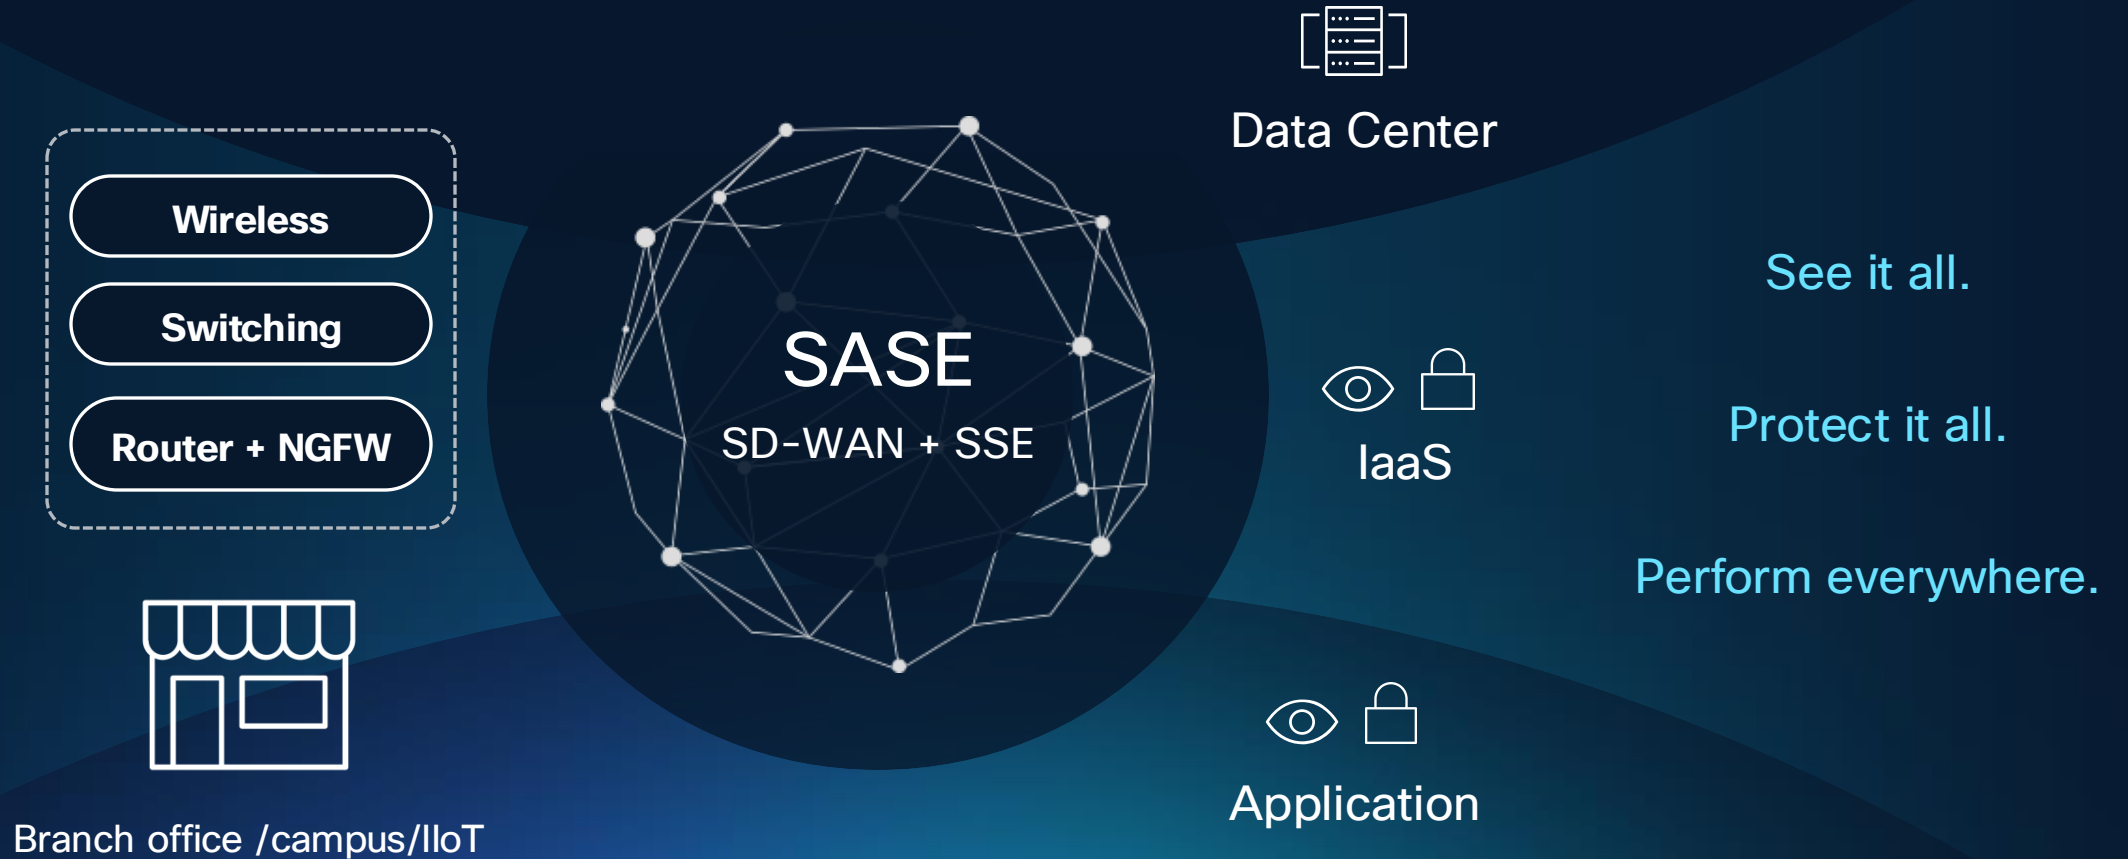 Wireless
Switching
Router + NGFW
Branch office /campus/IIoT
SASE
SD-WAN + SSE
Data Center
IaaS
Application
See it all.
Protect it all.
Perform everywhere.